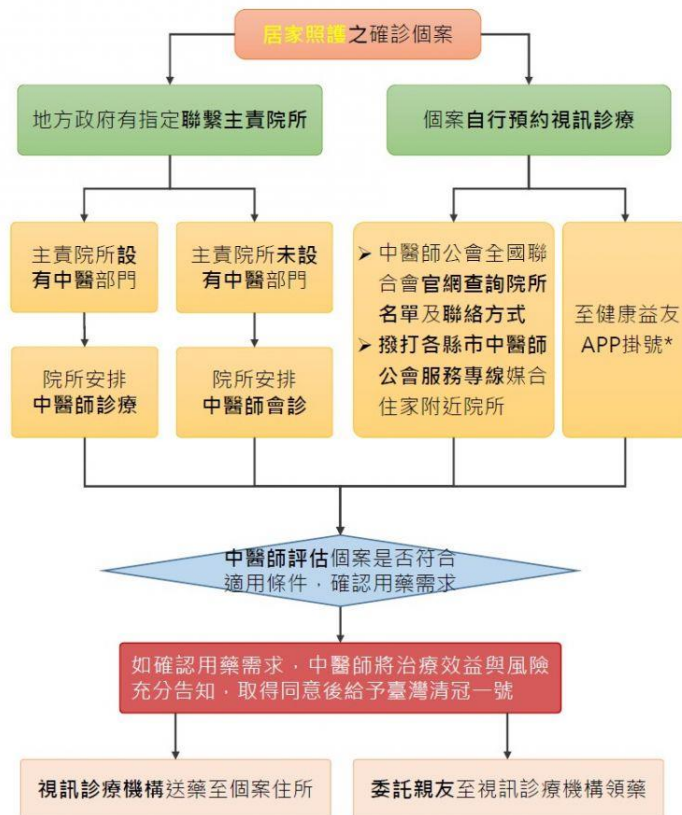 居家照護之確診個案
地方政府有指定聯繫主責院所
個案自行預約視訊診療
主責院所設
有中醫部門
主責院所未設
有中醫部門
➢ 中醫師公會全國聯
合會官網查詢院所
名單及聯絡方式
➢ 撥打各縣市中醫師
公會服務專線媒合
住家附近院所
至健康益友
APP掛號*
院所安排
中醫師診療
院所安排
中醫師會診
中醫師評估個案是否符合
適用條件，確認用藥需求
如確認用藥需求，中醫師將治療效益與風險
充分告知，取得同意後給予臺灣清冠一號
視訊診療機構送藥至個案住所
委託親友至視訊診療機構領藥